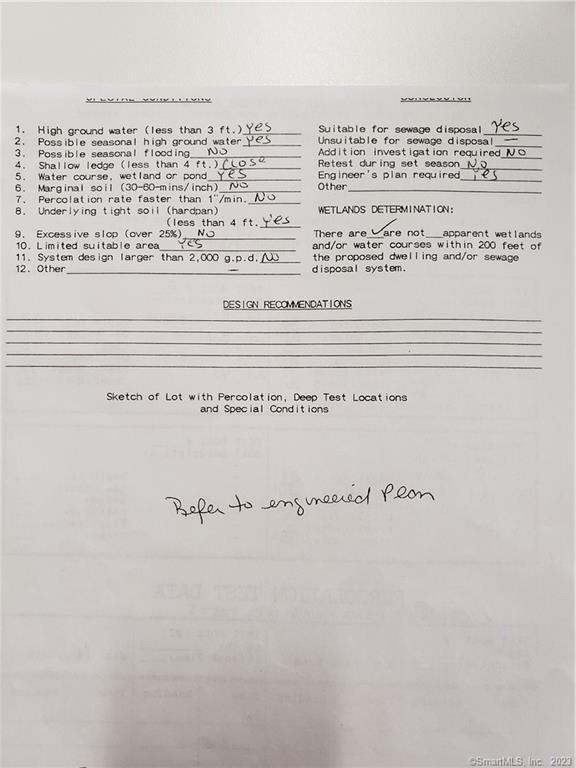 SPECIAL CONDITIONS
1. High ground water (less than 3 ft.) Yes
2. Possible seasonal high ground water Yes
3. Possible seasonal flooding NO
4. Shallow ledge (less than 4 ft.) Close
5. Water course, wetland or pond Yes
6. Marginal soil (30-60-mins/inch) NO
7. Percolation rate faster than 1"/min. No
8. Underlying tight soil (hardpan)
(less than 4 ft. Yes
9. Excessive slop (over 25%) NO
10. Limited suitable area Yes
11. System design larger than 2,000 g.p.d. No
12. Other —
CONCLUSION
Suitable for sewage disposal Yes
Unsuitable for sewage disposal —
Addition investigation required NO
Retest during set season NO
Engineer's plan required Yes
Other
WETLANDS DETERMINATION:
There are ✓ are not apparent wetlands
and/or water courses within 200 feet of
the proposed dwelling and/or sewage
disposal system.
DESIGN RECOMMENDATIONS
Sketch of Lot with Percolation, Deep Test Locations
and Special Conditions
Refer to engineered Plan
PERCOLATION TEST DATA
©SmartMLS, Inc. 2023